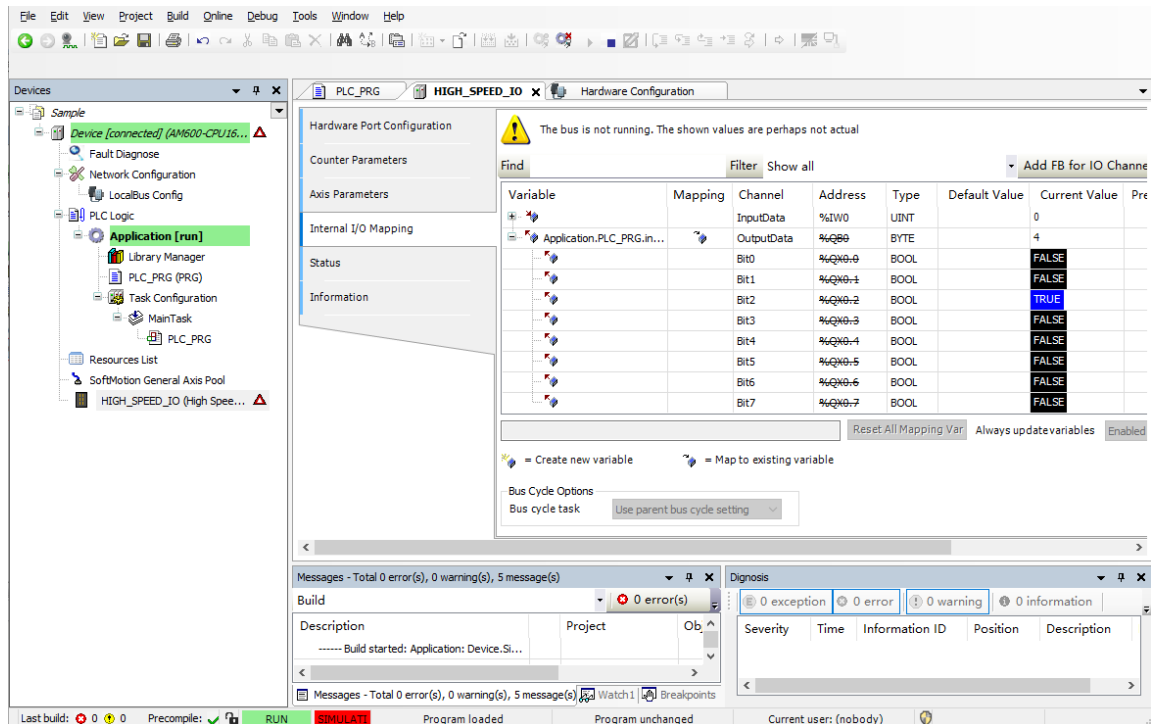 File Edit View Project Build Online Debug Tools Window Help
Devices
Sample
Device [connected] (AM600-CPU16...
Fault Diagnose
Network Configuration
LocalBus Config
PLC Logic
Application [run]
Library Manager
PLC_PRG (PRG)
Task Configuration
MainTask
PLC_PRG
Resources List
SoftMotion General Axis Pool
HIGH_SPEED_IO (High Spee...
PLC_PRG HIGH_SPEED_IO Hardware Configuration
Hardware Port Configuration
Counter Parameters
Axis Parameters
Internal I/O Mapping
Status
Information
The bus is not running. The shown values are perhaps not actual
Find Filter Show all Add FB for IO Channe
Variable Mapping Channel Address Type Default Value Current Value Pre
InputData %IW0 UINT 0
Application.PLC_PRG.in... OutputData %QB0 BYTE 4
Bit0 %QX0.0 BOOL FALSE
Bit1 %QX0.1 BOOL FALSE
Bit2 %QX0.2 BOOL TRUE
Bit3 %QX0.3 BOOL FALSE
Bit4 %QX0.4 BOOL FALSE
Bit5 %QX0.5 BOOL FALSE
Bit6 %QX0.6 BOOL FALSE
Bit7 %QX0.7 BOOL FALSE
Reset All Mapping Var Always update variables Enabled
= Create new variable = Map to existing variable
Bus Cycle Options
Bus cycle task Use parent bus cycle setting
Messages - Total 0 error(s), 0 warning(s), 5 message(s)
Build 0 error(s)
Description Project Obj
------ Build started: Application: Device.Si...
Messages - Total 0 error(s), 0 warning(s), 5 message(s) Watch1 Breakpoints
Dignosis
0 exception 0 error 0 warning 0 information
Severity Time Information ID Position Description
Last build: 0 0 Precompile: RUN SIMULATI Program loaded Program unchanged Current user: (nobody)